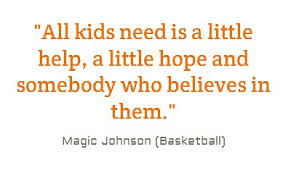 "All kids need is a little
help, a little hope and
somebody who believes in
them."
Magic Johnson (Basketball)